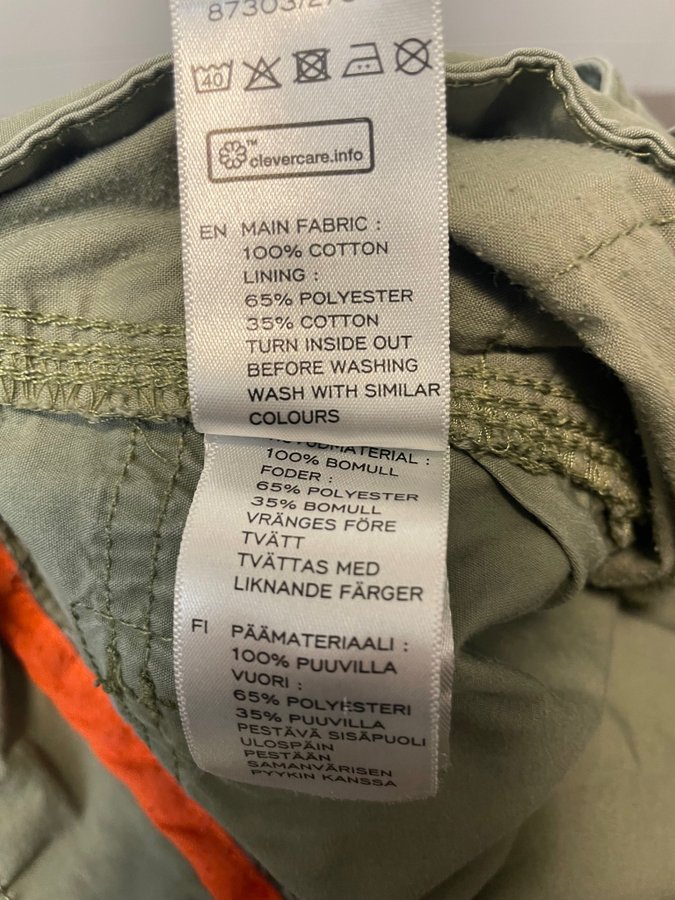 40
clevercare.info™
EN MAIN FABRIC :
100% COTTON
LINING :
65% POLYESTER
35% COTTON
TURN INSIDE OUT
BEFORE WASHING
WASH WITH SIMILAR
COLOURS
100% BOMULL
FODER :
65% POLYESTER
35% BOMULL
VRÄNGES FÖRE
TVÄTT
TVÄTTAS MED
LIKNANDE FÄRGER
FI PÄÄMATERIAALI :
100% PUUVILLA
VUORI :
65% POLYESTERI
35% PUUVILLA
PESTÄVÄ SISÄPUOLI
ULOSPÄIN
PESTÄÄN
SAMANVÄRISEN
PYYKIN KANSSA